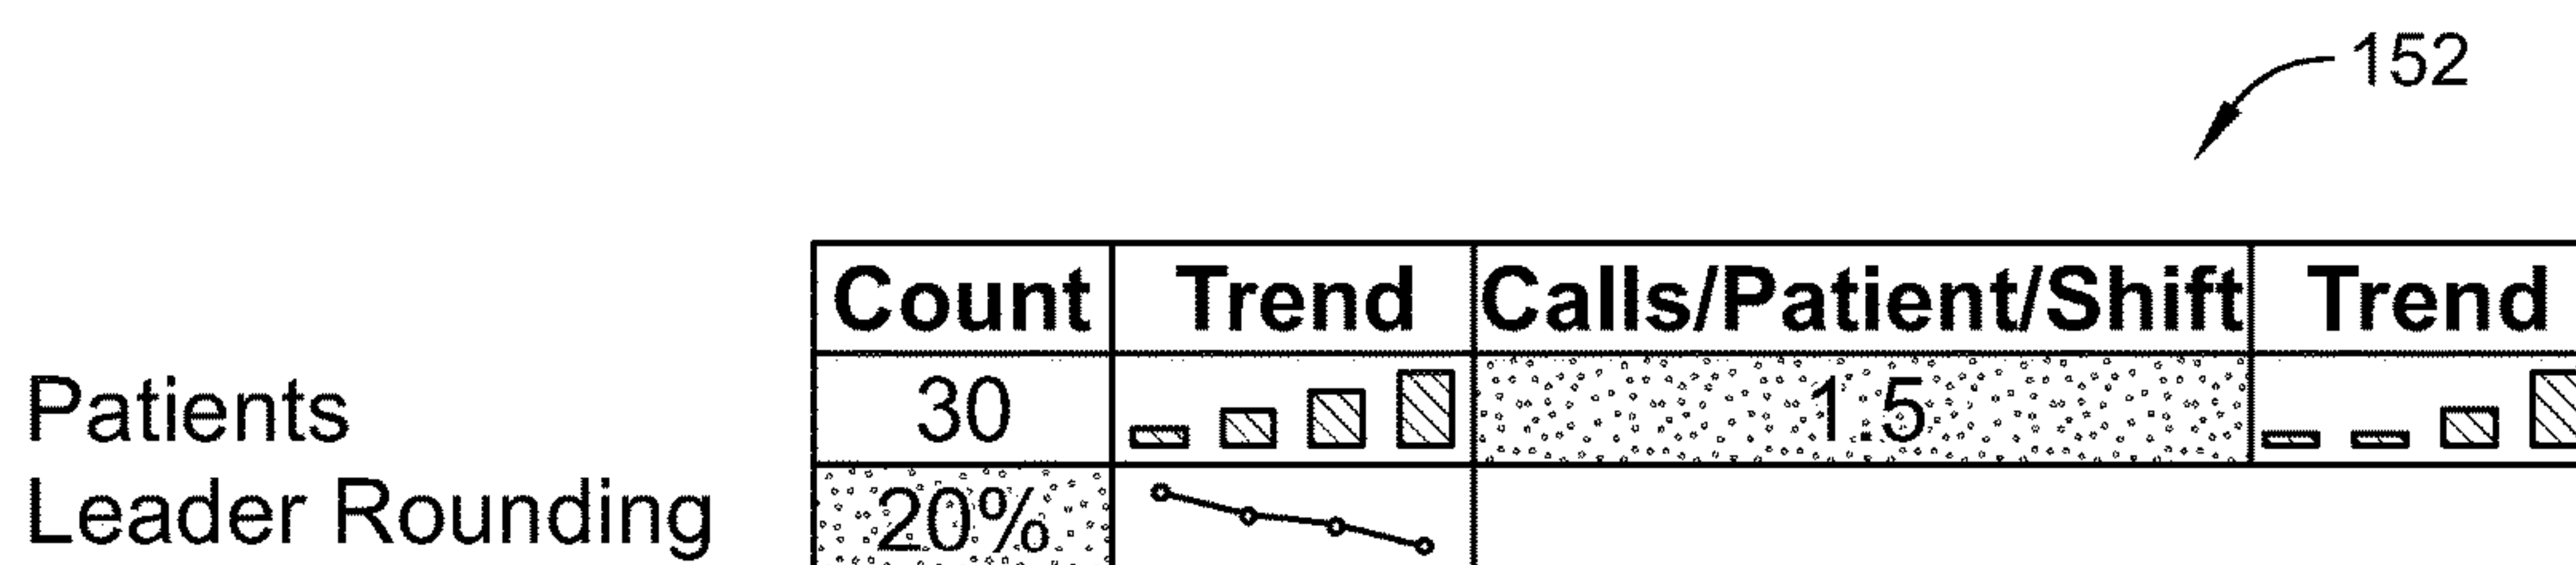 152
Count Trend Calls/Patient/Shift Trend
Patients 30 1.5
Leader Rounding 20%